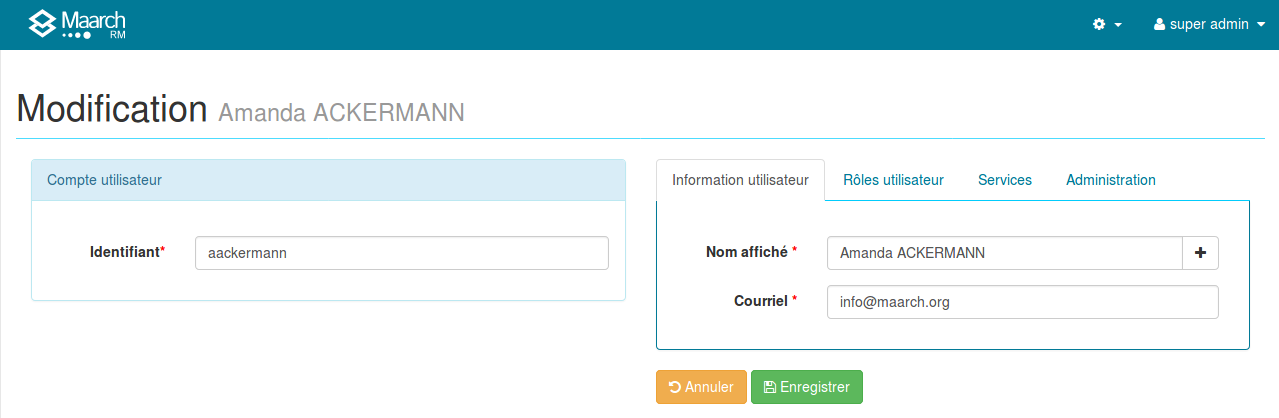 Maarch
RM
super admin
Modification Amanda ACKERMANN
Compte utilisateur
Identifiant* aackermann
Information utilisateur Rôles utilisateur Services Administration
Nom affiché * Amanda ACKERMANN
Courriel * info@maarch.org
Annuler Enregistrer